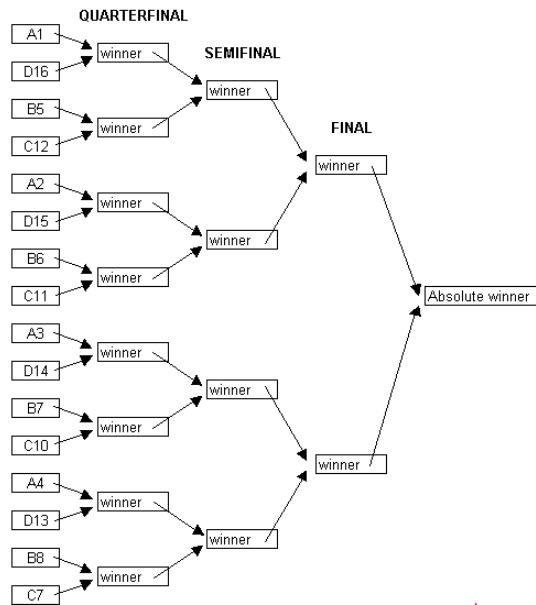 QUARTERFINAL
SEMIFINAL
FINAL
A1
D16
winner
B5
C12
winner
winner
A2
D15
winner
B6
C11
winner
winner
winner
A3
D14
winner
B7
C10
winner
winner
A4
D13
winner
B8
C7
winner
winner
winner
Absolute winner